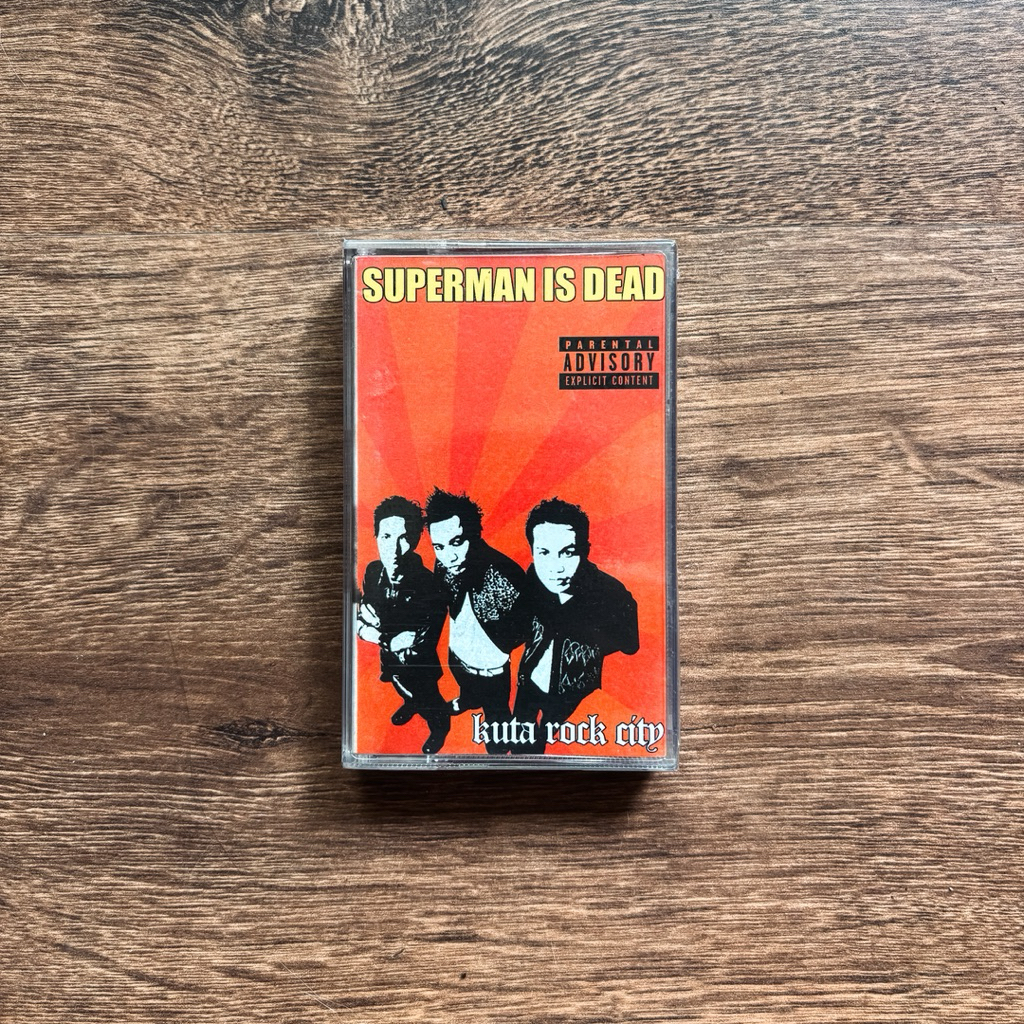 SUPERMAN IS DEAD
PARENTAL
ADVISORY
EXPLICIT CONTENT
kuta rock city